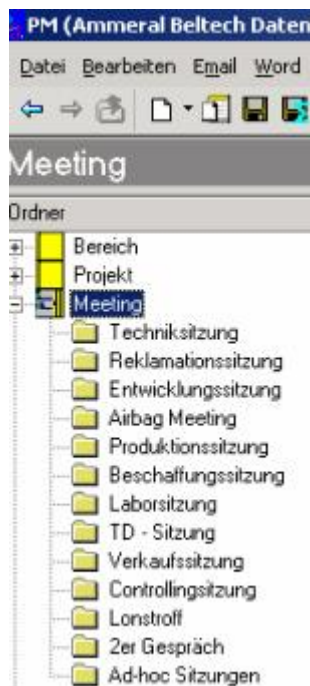 PM (Ammeral Beltech Daten
Datei Bearbeiten Email Word
Meeting
Ordner
Bereich
Projekt
Meeting
Techniksitzung
Reklamationssitzung
Entwicklungssitzung
Airbag Meeting
Produktionssitzung
Beschaffungssitzung
Laborsitzung
TD - Sitzung
Verkaufssitzung
Controllingsitzung
Lonstroff
2er Gespräch
Ad-hoc Sitzungen